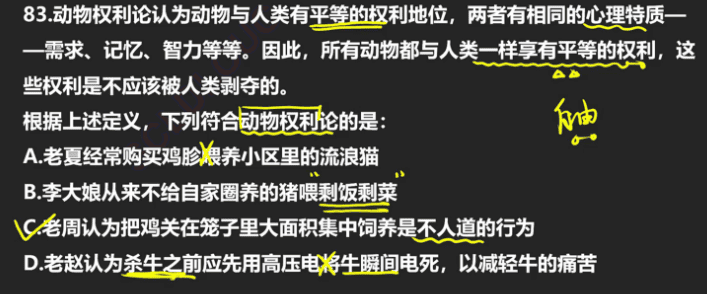 83.动物权利论认为动物与人类有平等的权利地位，两者有相同的心理特质—
—需求、记忆、智力等等。因此，所有动物都与人类一样享有平等的权利，这
些权利是不应该被人类剥夺的。
根据上述定义，下列符合动物权利论的是：
自由
A.老夏经常购买鸡胗喂养小区里的流浪猫
B.李大娘从来不给自家圈养的猪喂“剩饭剩菜”
C.老周认为把鸡关在笼子里大面积集中饲养是不人道的行为
D.老赵认为杀牛之前应先用高压电将牛瞬间电死，以减轻牛的痛苦